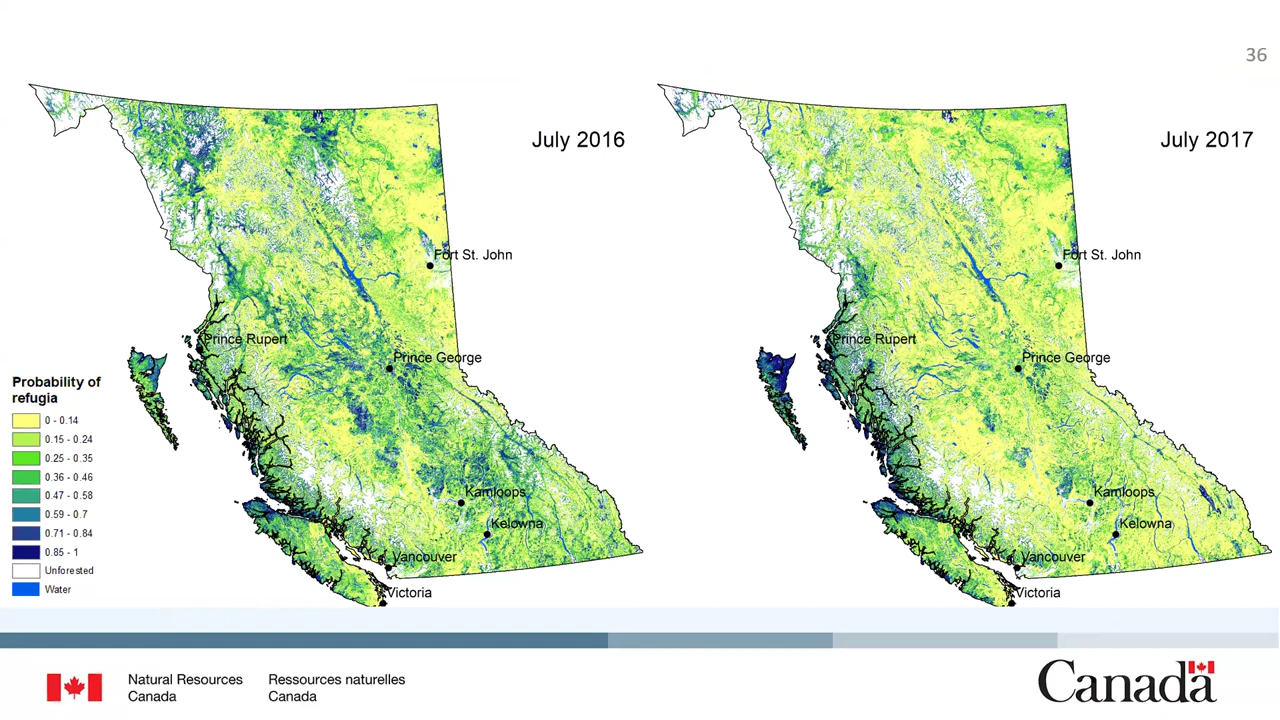 36
July 2016
July 2017
Fort St. John
Fort St. John
Prince Rupert
Prince Rupert
Prince George
Prince George
Probability of
refugia
0 - 0.14
0.15 - 0.24
0.25 - 0.35
0.36 - 0.46
0.47 - 0.58
0.59 - 0.7
0.71 - 0.84
0.85 - 1
Unforested
Water
Kamloops
Kamloops
Kelowna
Kelowna
Vancouver
Vancouver
Victoria
Victoria
Natural Resources
Canada
Ressources naturelles
Canada
Canada